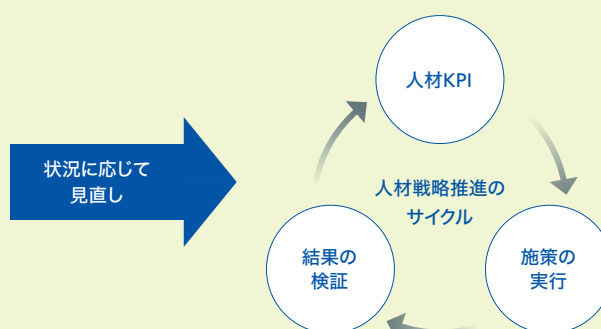 人材KPI
状況に応じて
見直し
人材戦略推進の
サイクル
結果の
検証
施策の
実行